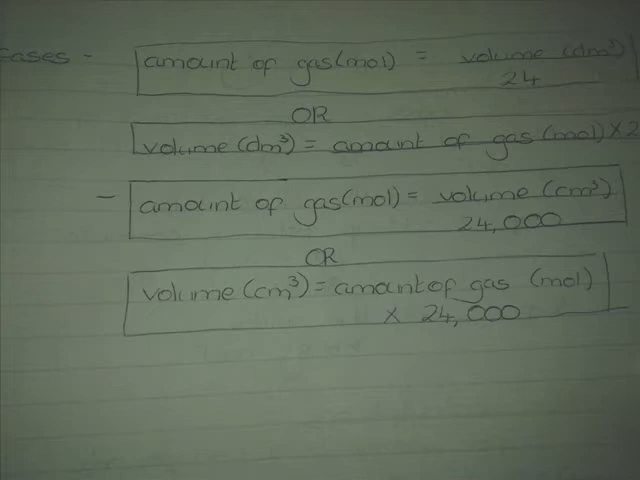 Gases - amount of gas(mol) = volume (dm³)
24
OR
volume (dm³) = amount of gas (mol) × 2
- amount of gas(mol) = volume (cm³)
24,000
OR
volume (cm³) = amount of gas (mol)
× 24,000